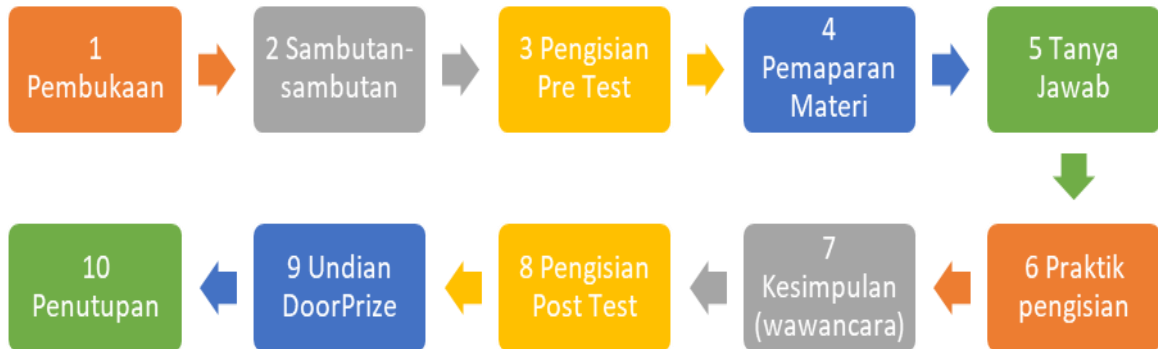 1
Pembukaan
2 Sambutan-
sambutan
3 Pengisian
Pre Test
4
Pemaparan
Materi
5 Tanya
Jawab
6 Praktik
pengisian
7
Kesimpulan
(wawancara)
8 Pengisian
Post Test
9 Undian
DoorPrize
10
Penutupan